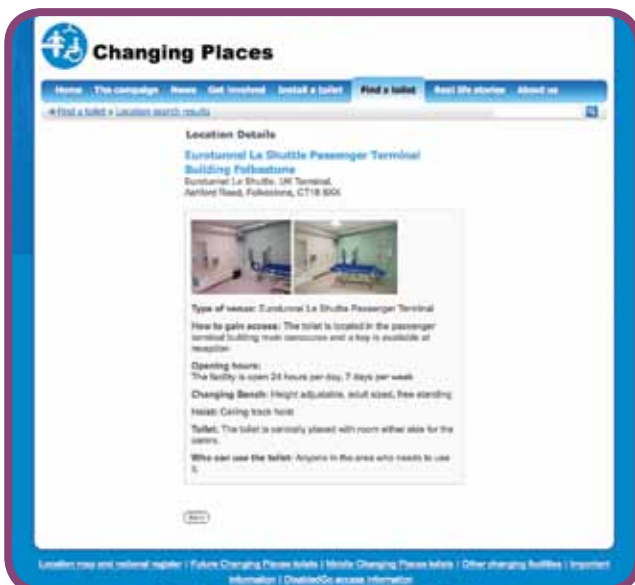 Changing Places
Home The campaign News Get involved Install a toilet Find a toilet Real life stories About us
Find a toilet » Location search results
Location Details
Eurotunnel Le Shuttle Passenger Terminal
Building Folkestone
Eurotunnel Le Shuttle, UK Terminal,
Ashford Road, Folkestone, CT18 8XX
Type of venue: Eurotunnel Le Shuttle Passenger Terminal
How to gain access: The toilet is located in the passenger
terminal building main concourse and a key is available at
reception
Opening hours:
The facility is open 24 hours per day, 7 days per week
Changing Bench: Height adjustable, adult sized, free standing
Hoist: Ceiling track hoist
Toilet: The toilet is centrally placed with room either side for the
carers.
Who can use the toilet: Anyone in the area who needs to use
it.
Location map and national register | Future Changing Places toilets | Mobile Changing Places toilets | Other changing facilities | Important
information | DisabledGo access information